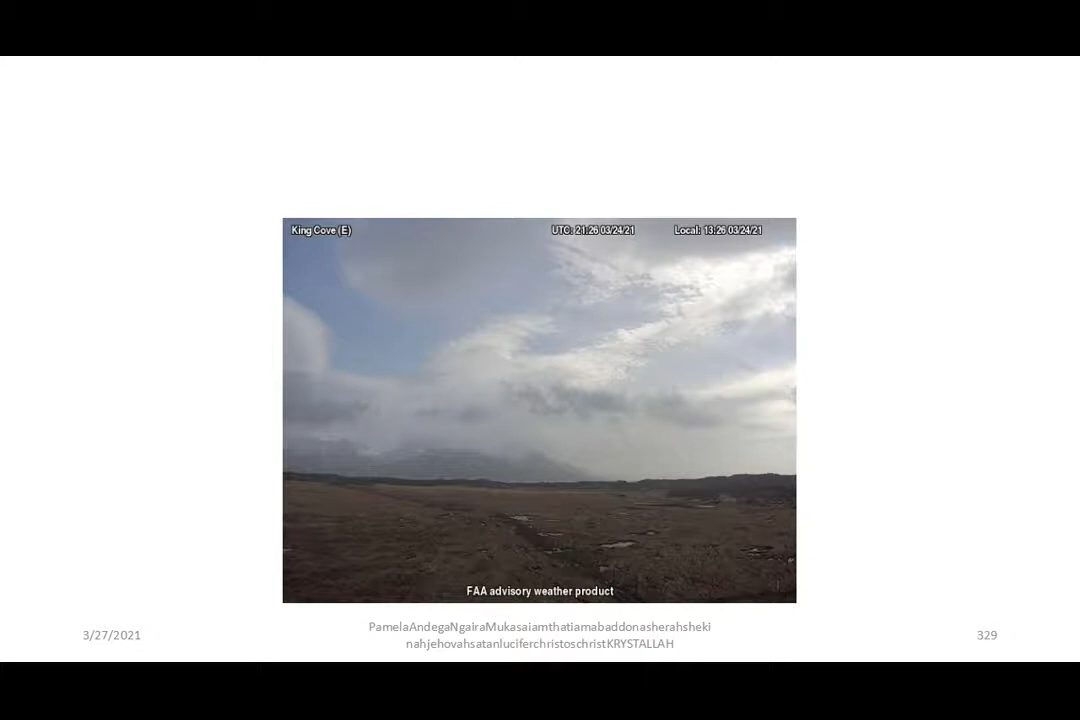 King Cove (E) UTC: 21:26 03/24/21 Local: 13:26 03/24/21
FAA advisory weather product
3/27/2021
PamelaAndegaNgairaMukasaiamthatiamabaddonasherahsheki
nahjehovahsatanluciferchristoschristKRYSTALLAH
329